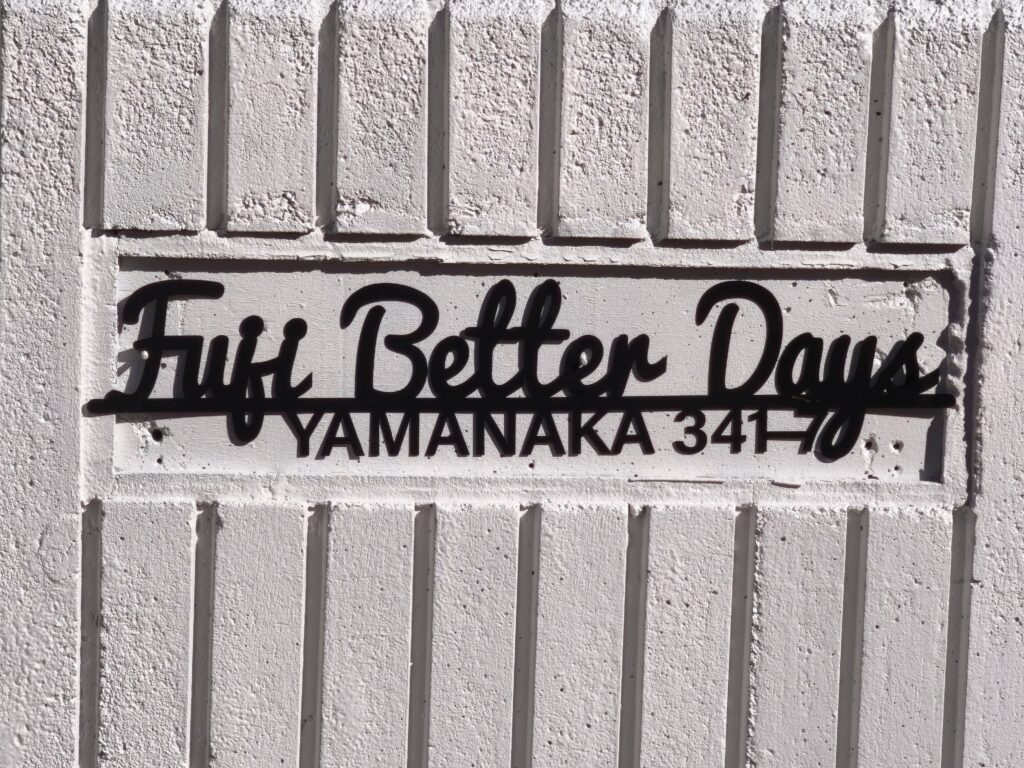 Fuji Better Days
YAMANAKA 341-7